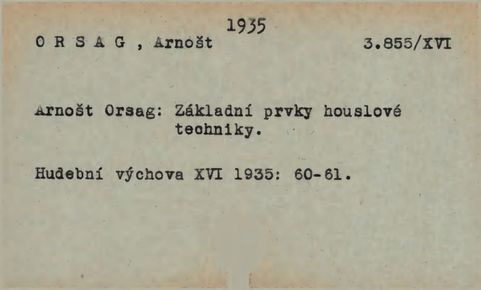 1935
O R S A G , Arnošt 3.855/XVI
Arnošt Orsag: Základní prvky houslové
techniky.
Hudební výchova XVI 1935: 60-61.